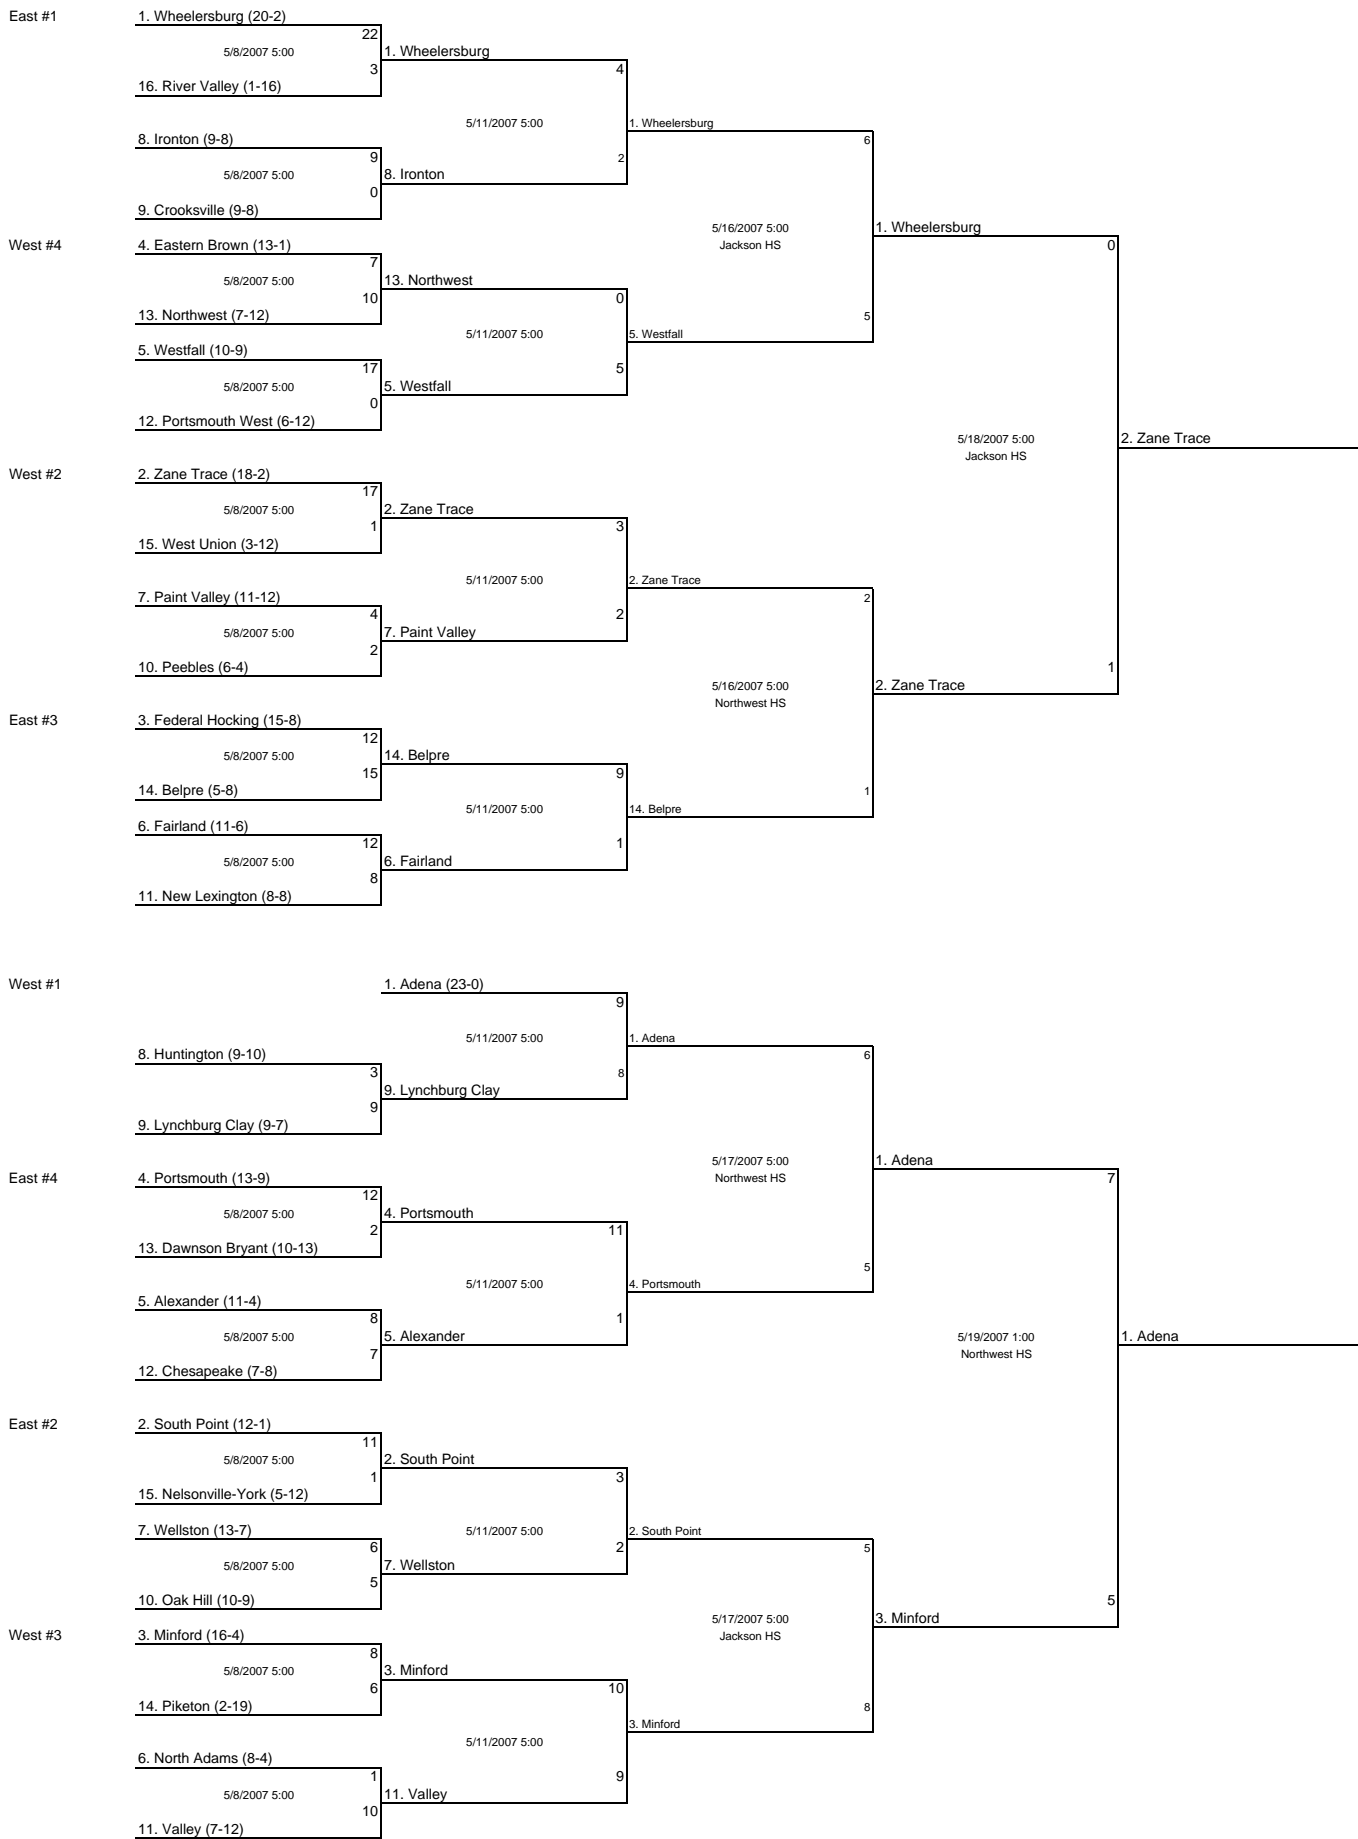 East #1
1. Wheelersburg (20-2)
22
5/8/2007 5:00
1. Wheelersburg
3
4
16. River Valley (1-16)
5/11/2007 5:00
1. Wheelersburg
8. Ironton (9-8)
6
9
2
5/8/2007 5:00
8. Ironton
0
9. Crooksville (9-8)
5/16/2007 5:00
Jackson HS
1. Wheelersburg
West #4
4. Eastern Brown (13-1)
0
7
5/8/2007 5:00
13. Northwest
10
0
13. Northwest (7-12)
5
5/11/2007 5:00
5. Westfall
5. Westfall (10-9)
17
5
5/8/2007 5:00
5. Westfall
0
12. Portsmouth West (6-12)
5/18/2007 5:00
Jackson HS
2. Zane Trace
West #2
2. Zane Trace (18-2)
17
5/8/2007 5:00
2. Zane Trace
1
3
15. West Union (3-12)
5/11/2007 5:00
2. Zane Trace
7. Paint Valley (11-12)
2
4
2
5/8/2007 5:00
7. Paint Valley
2
10. Peebles (6-4)
1
5/16/2007 5:00
Northwest HS
2. Zane Trace
East #3
3. Federal Hocking (15-8)
12
5/8/2007 5:00
14. Belpre
15
9
14. Belpre (5-8)
1
5/11/2007 5:00
14. Belpre
6. Fairland (11-6)
12
1
5/8/2007 5:00
6. Fairland
8
11. New Lexington (8-8)
West #1
1. Adena (23-0)
9
5/11/2007 5:00
1. Adena
8. Huntington (9-10)
6
3
8
9. Lynchburg Clay
9
9. Lynchburg Clay (9-7)
5/17/2007 5:00
Northwest HS
1. Adena
East #4
4. Portsmouth (13-9)
7
12
5/8/2007 5:00
4. Portsmouth
2
11
13. Dawnson Bryant (10-13)
5
5/11/2007 5:00
4. Portsmouth
5. Alexander (11-4)
8
1
5/8/2007 5:00
5. Alexander
7
12. Chesapeake (7-8)
5/19/2007 1:00
Northwest HS
1. Adena
East #2
2. South Point (12-1)
11
5/8/2007 5:00
2. South Point
1
3
15. Nelsonville-York (5-12)
5/11/2007 5:00
2. South Point
7. Wellston (13-7)
5
6
2
5/8/2007 5:00
7. Wellston
5
10. Oak Hill (10-9)
5
5/17/2007 5:00
Jackson HS
3. Minford
West #3
3. Minford (16-4)
8
5/8/2007 5:00
3. Minford
6
10
14. Piketon (2-19)
8
3. Minford
5/11/2007 5:00
6. North Adams (8-4)
1
9
5/8/2007 5:00
11. Valley
10
11. Valley (7-12)